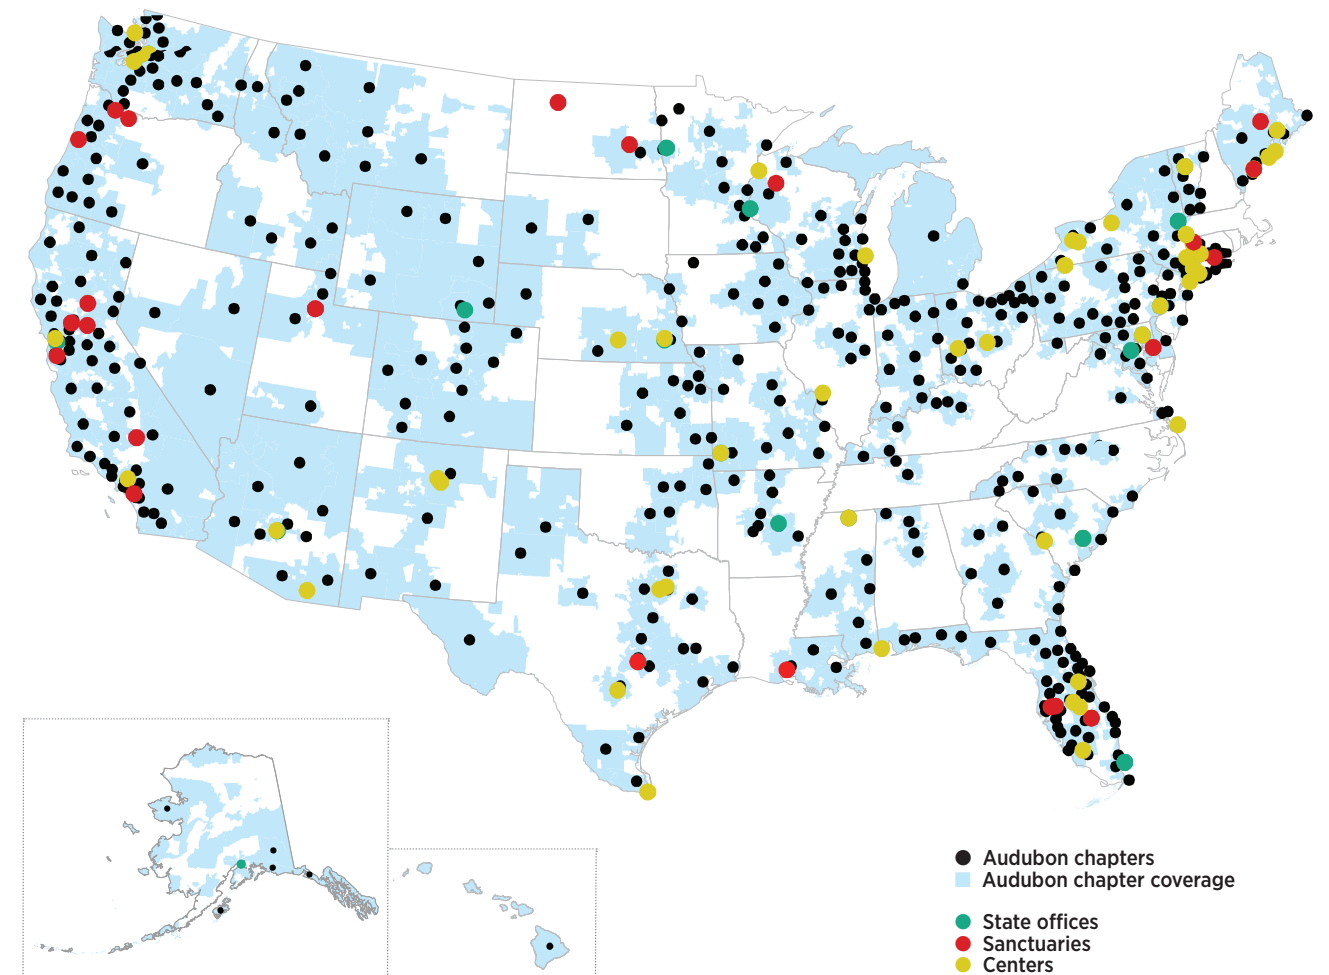 Audubon chapters
Audubon chapter coverage
State offices
Sanctuaries
Centers